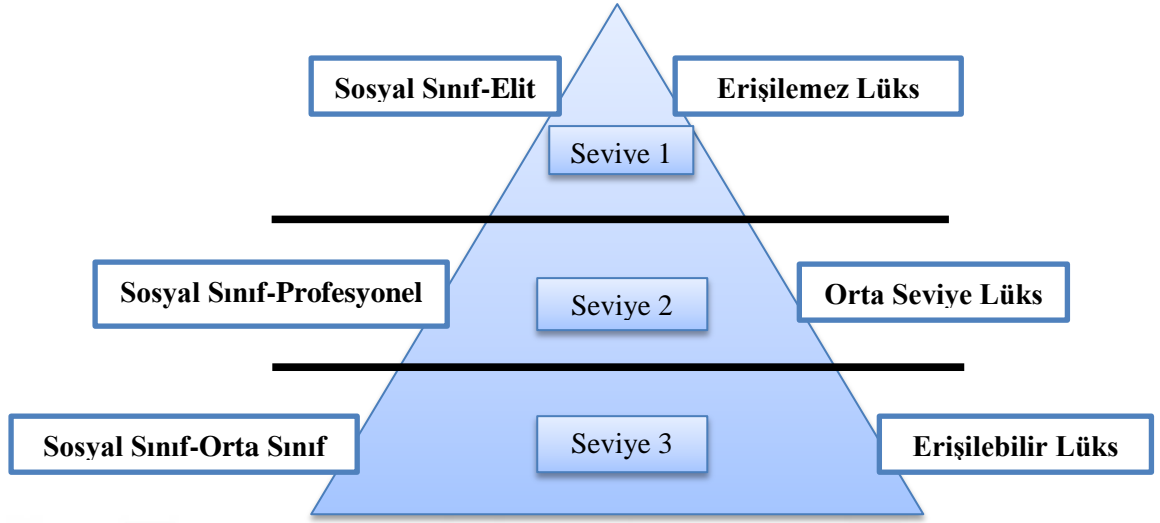 Sosyal Sınıf-Elit
Erişilemez Lüks
Seviye 1
Sosyal Sınıf-Profesyonel
Seviye 2
Orta Seviye Lüks
Sosyal Sınıf-Orta Sınıf
Seviye 3
Erişilebilir Lüks